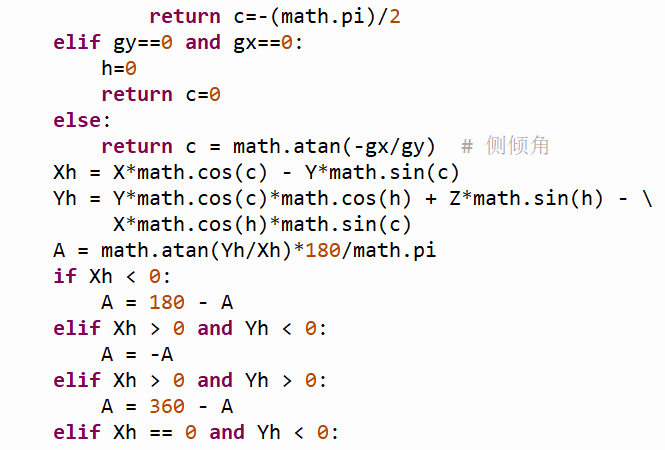 return c=-(math.pi)/2
elif gy==0 and gx==0:
h=0
return c=0
else:
return c = math.atan(-gx/gy)  # 侧倾角
Xh = X*math.cos(c) - Y*math.sin(c)
Yh = Y*math.cos(c)*math.cos(h) + Z*math.sin(h) - \
X*math.cos(h)*math.sin(c)
A = math.atan(Yh/Xh)*180/math.pi
if Xh < 0:
A = 180 - A
elif Xh > 0 and Yh < 0:
A = -A
elif Xh > 0 and Yh > 0:
A = 360 - A
elif Xh == 0 and Yh < 0: